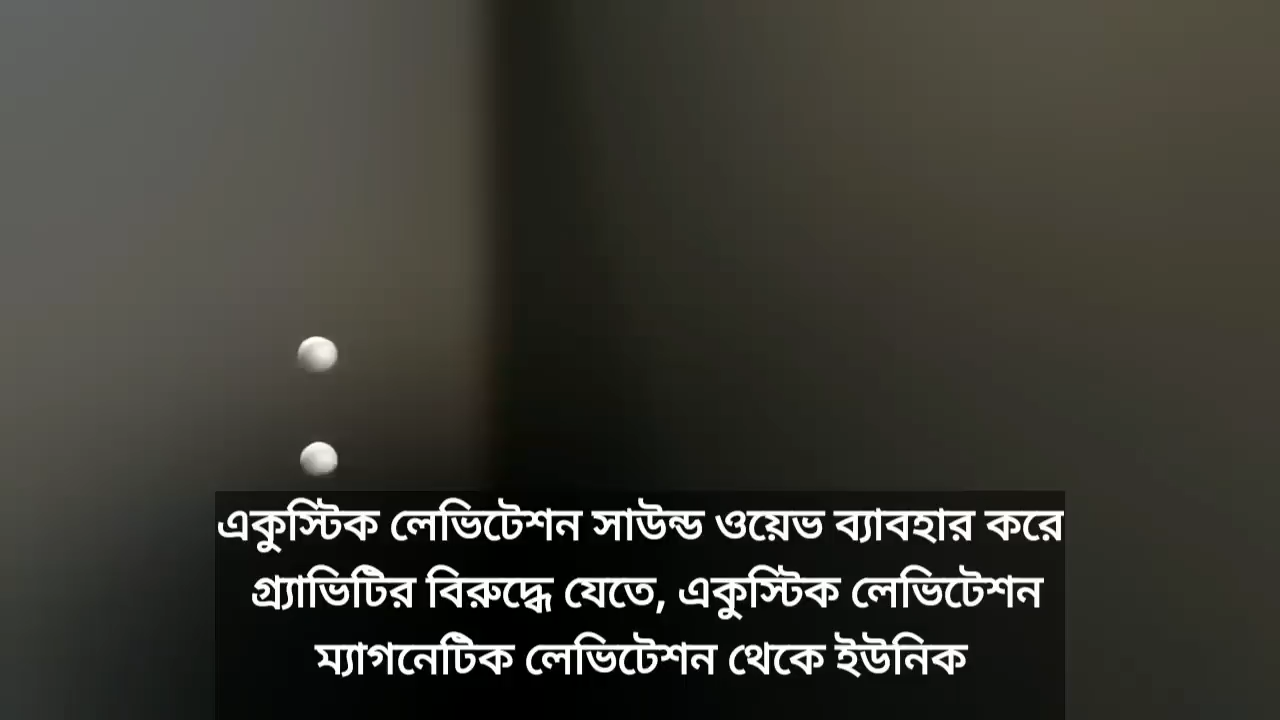 একুস্টিক লেভিটেশন সাউন্ড ওয়েভ ব্যাবহার করে
গ্র্যাভিটির বিরুদ্ধে যেতে, একুস্টিক লেভিটেশন
ম্যাগনেটিক লেভিটেশন থেকে ইউনিক